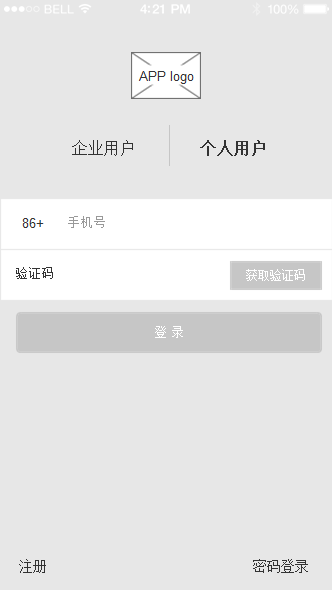 BELL 4:21 PM 100%
APP logo
企业用户 个人用户
86+ 手机号
验证码 获取验证码
登 录
注册 密码登录